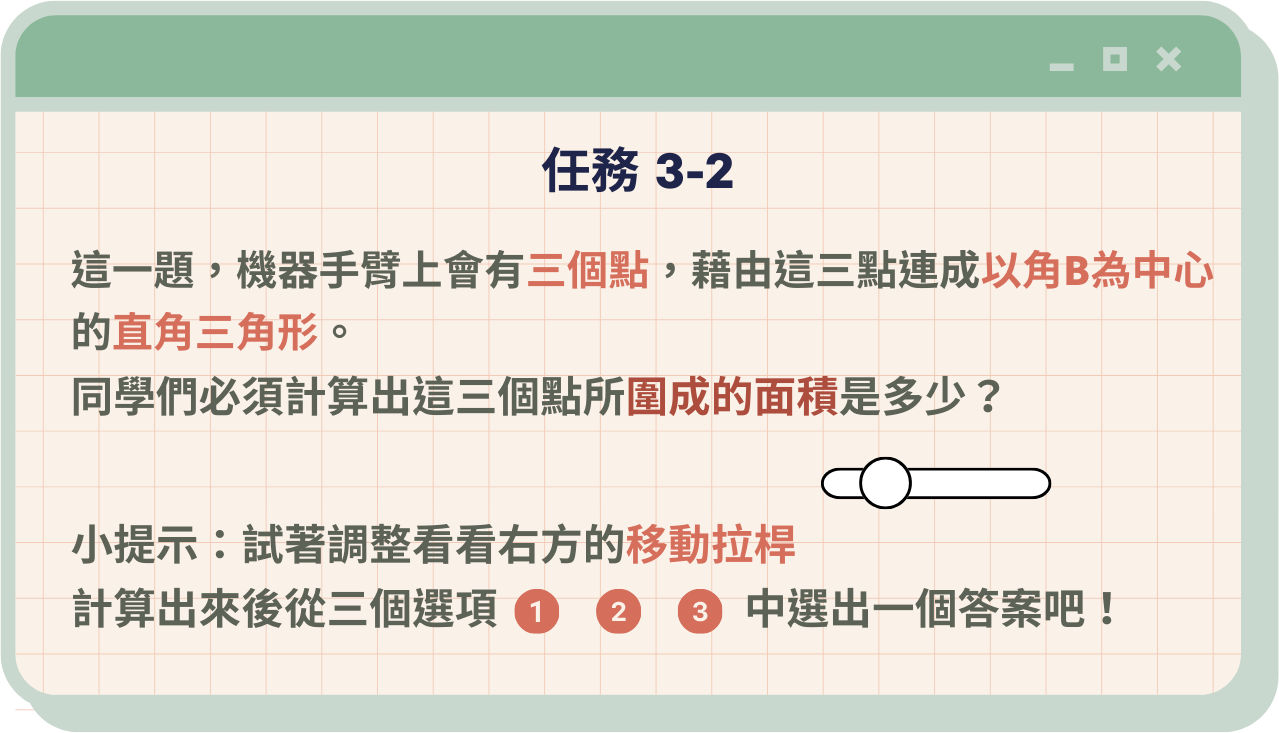 任務 3-2
這一題，機器手臂上會有三個點，藉由這三點連成以角B為中心
的直角三角形。
同學們必須計算出這三個點所圍成的面積是多少？
小提示：試著調整看看右方的移動拉桿
計算出來後從三個選項 1 2 3 中選出一個答案吧！